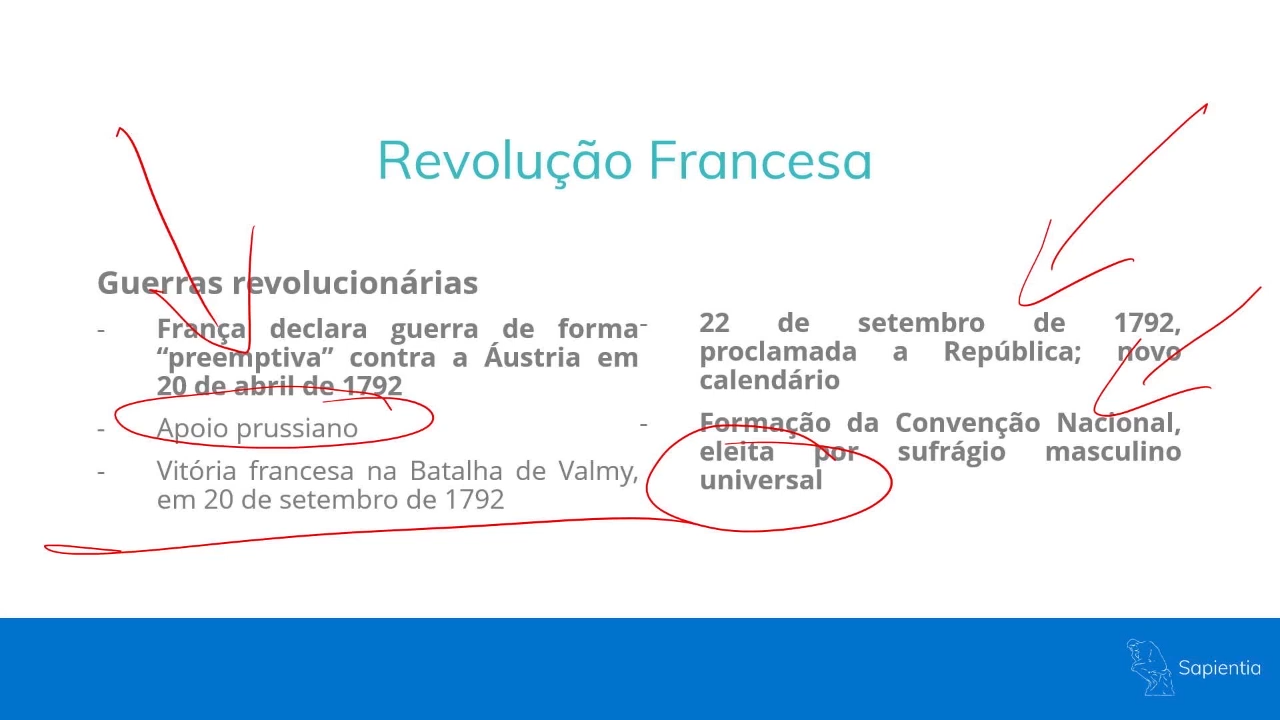 Revolução Francesa
Guerras revolucionárias
- França declara guerra de forma
“preemptiva” contra a Áustria em
20 de abril de 1792
- Apoio prussiano
- Vitória francesa na Batalha de Valmy,
em 20 de setembro de 1792
- 22 de setembro de 1792,
proclamada a República; novo
calendário
- Formação da Convenção Nacional,
eleita por sufrágio masculino
universal
Sapientia